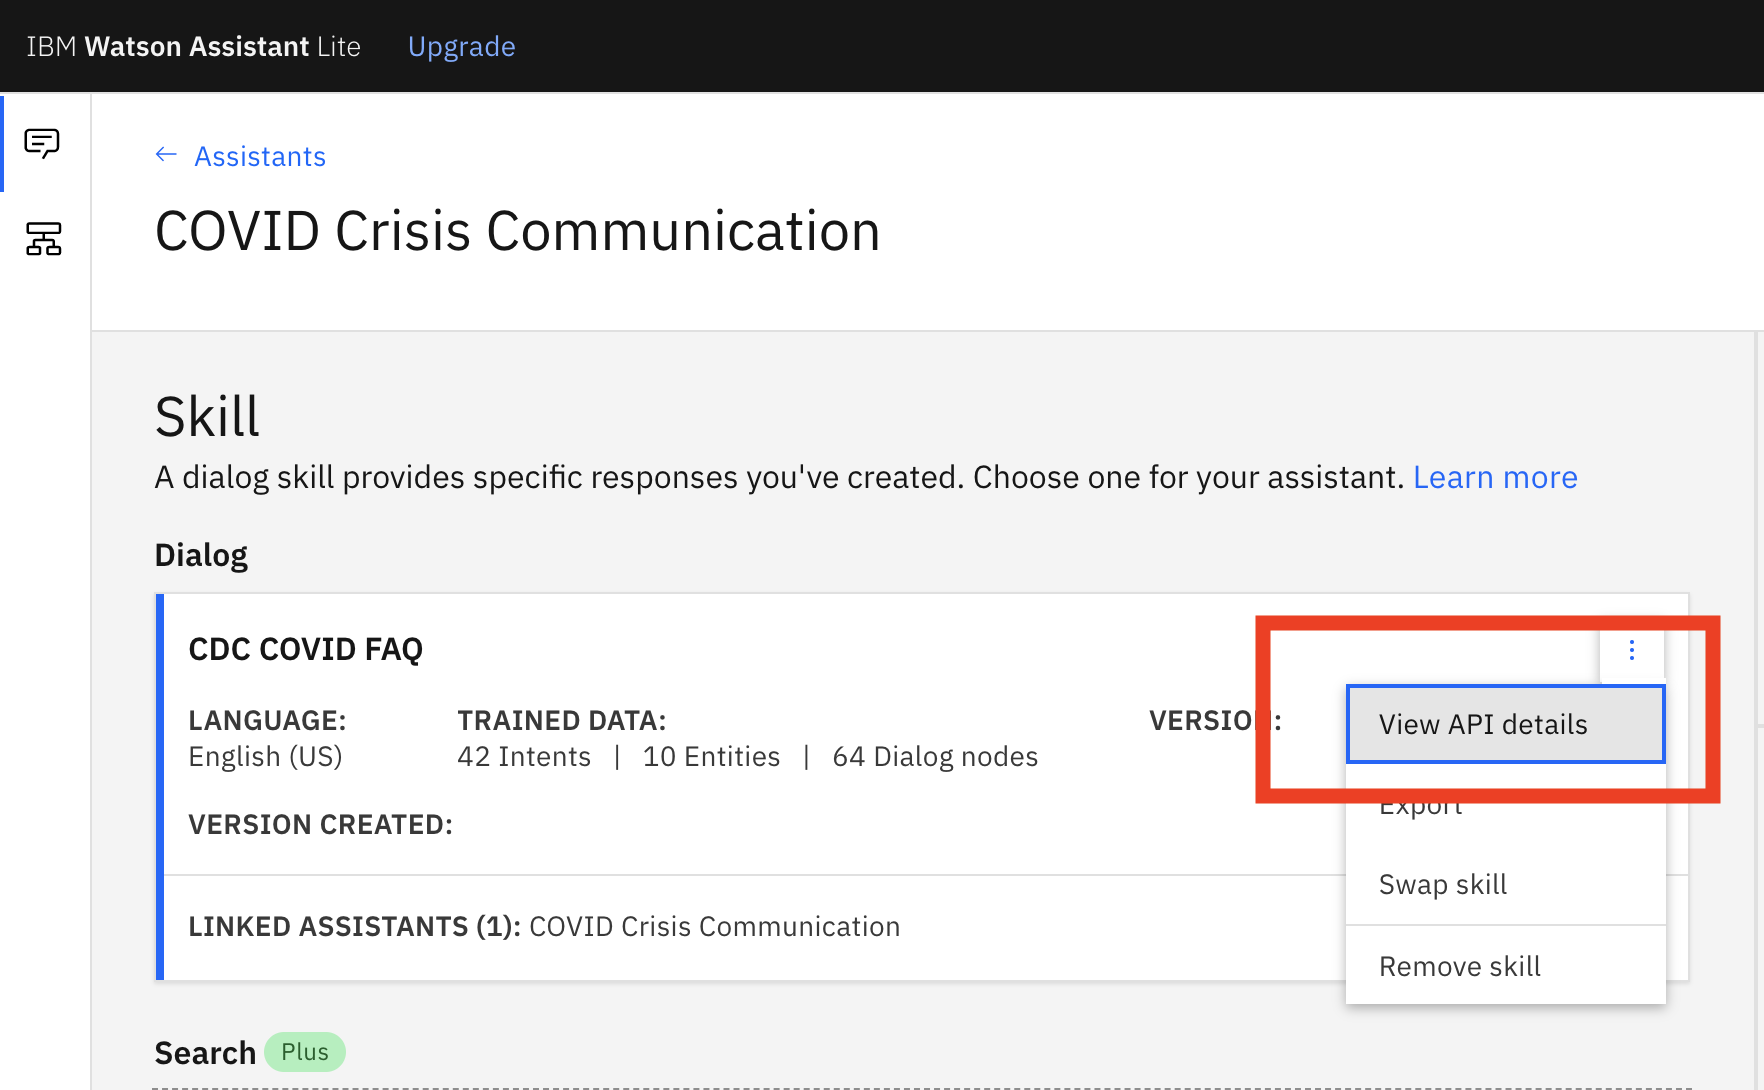 IBM Watson Assistant Lite Upgrade
← Assistants
COVID Crisis Communication
Skill
A dialog skill provides specific responses you've created. Choose one for your assistant. Learn more
Dialog
CDC COVID FAQ
LANGUAGE: TRAINED DATA: VERSION:
English (US) 42 Intents | 10 Entities | 64 Dialog nodes
VERSION CREATED:
LINKED ASSISTANTS (1): COVID Crisis Communication
View API details
Export
Swap skill
Remove skill
Search Plus